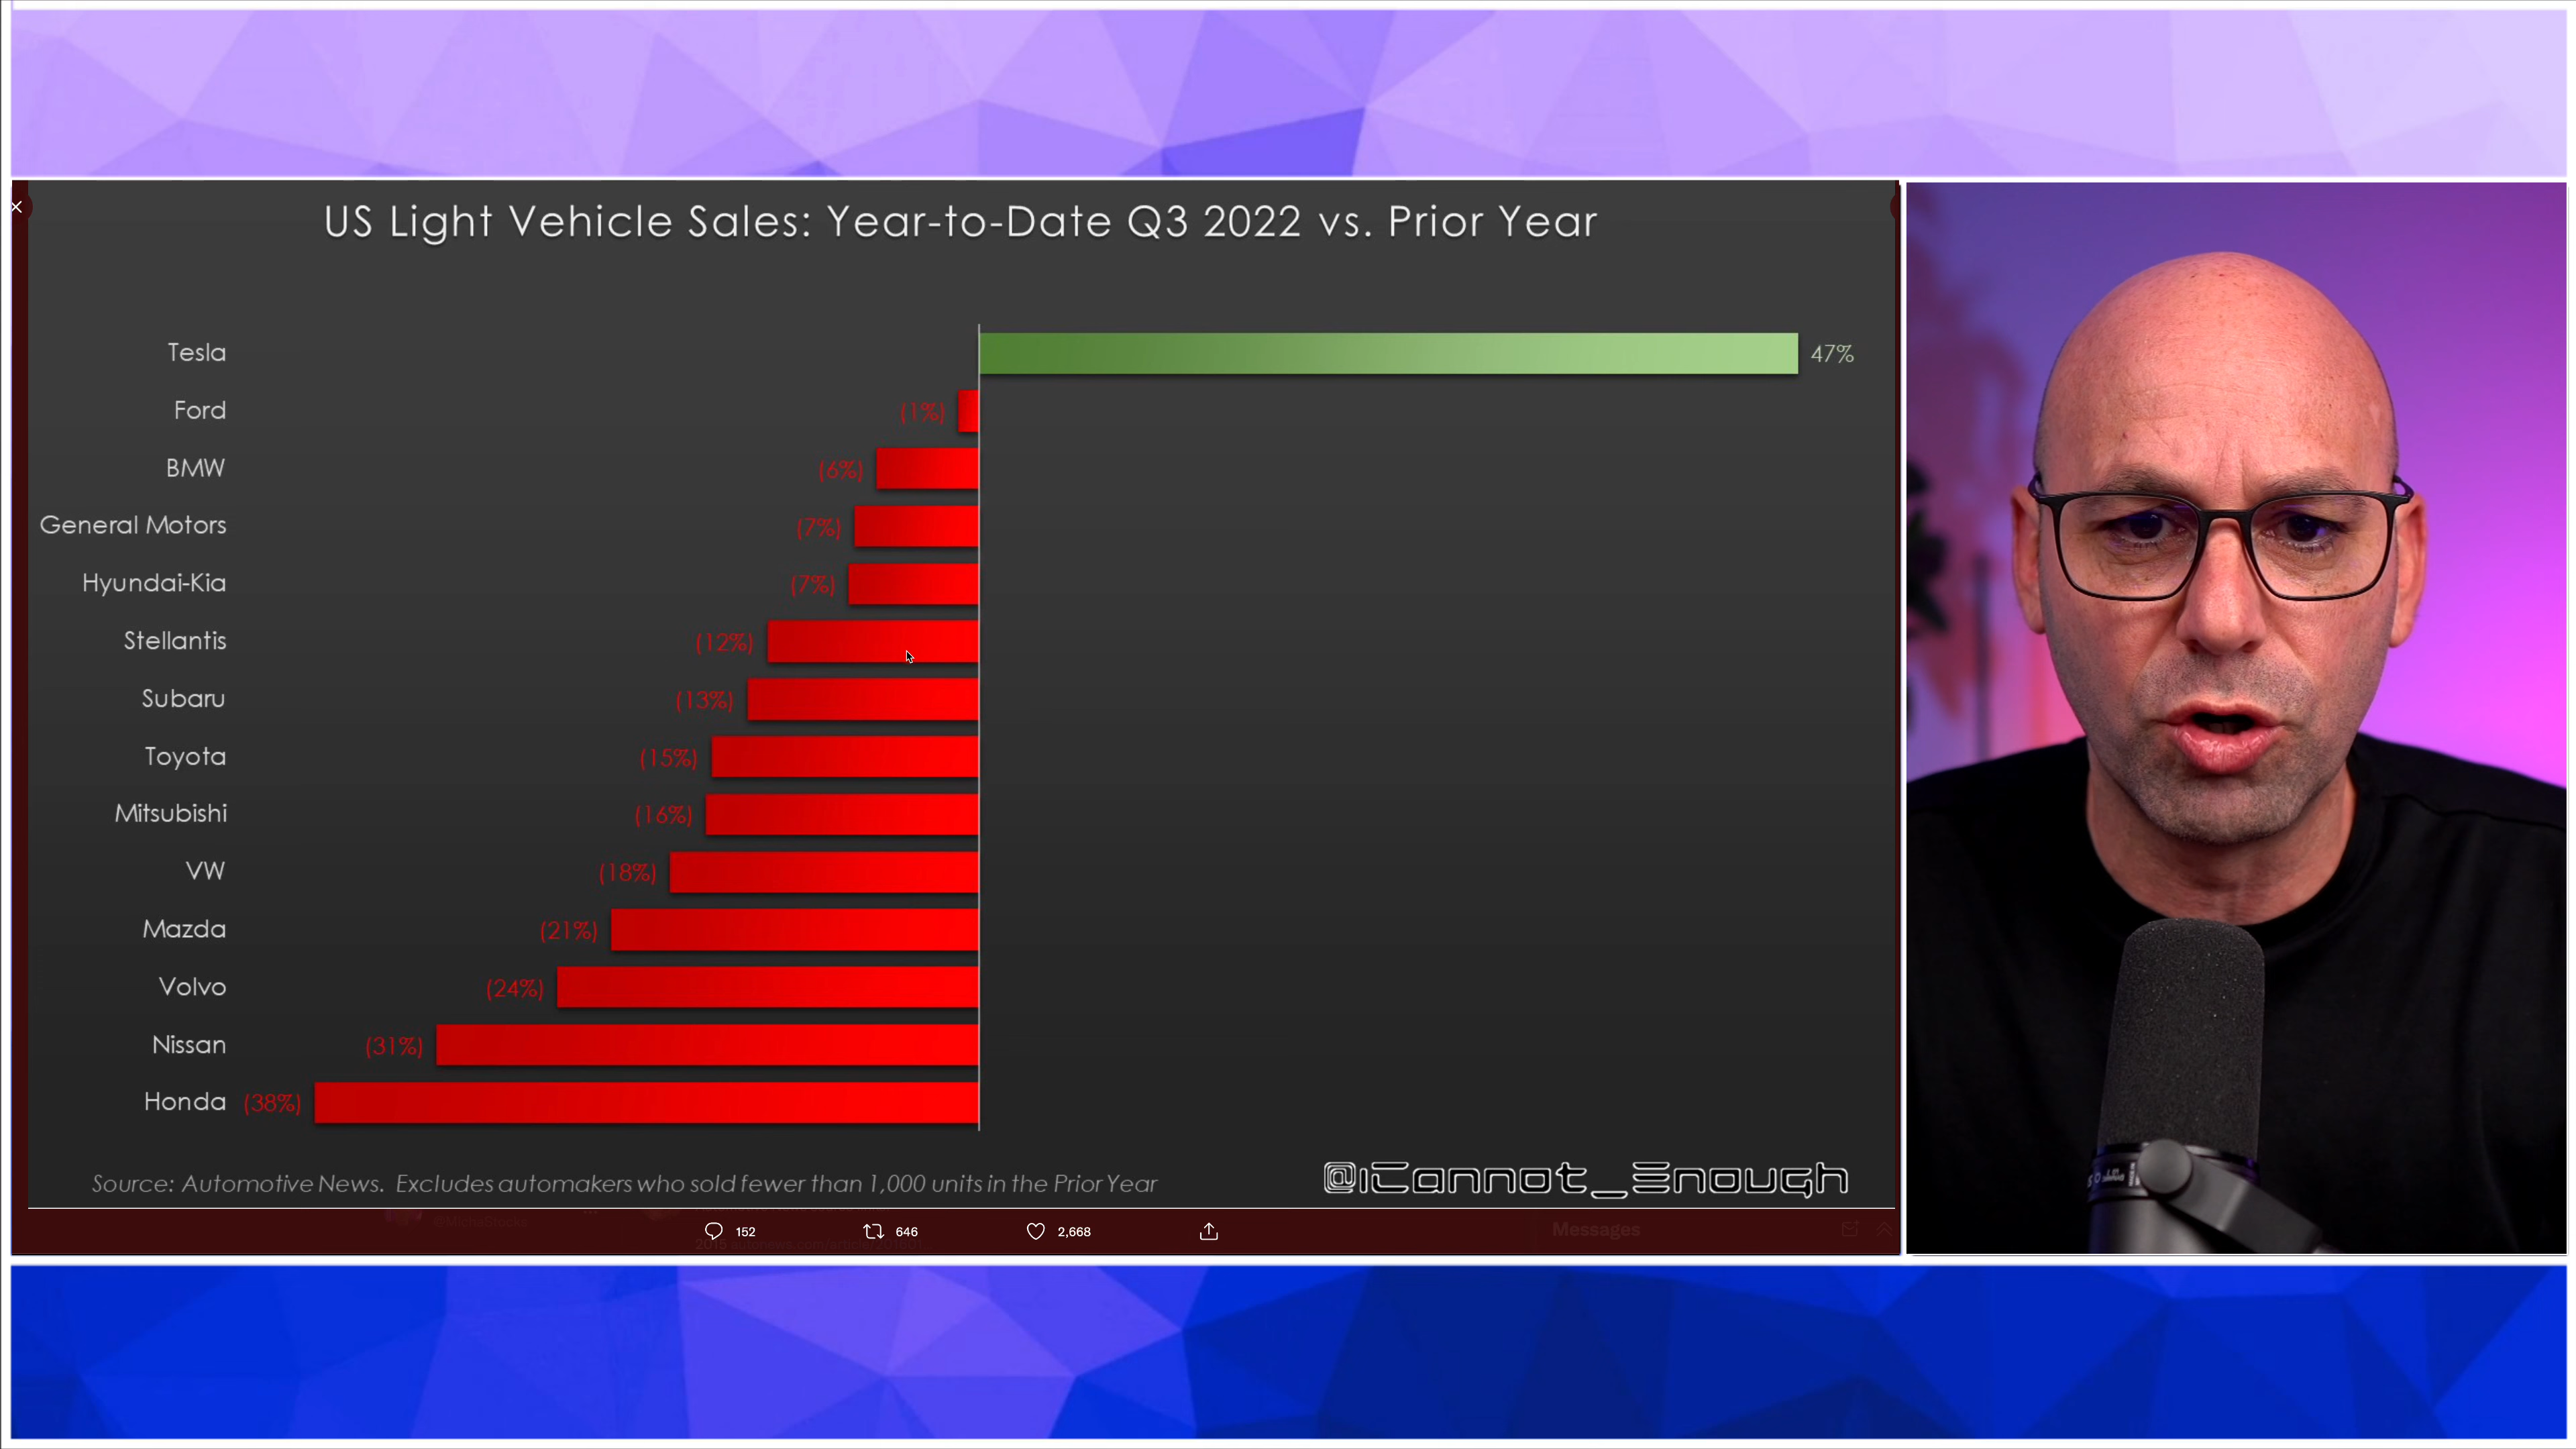 US Light Vehicle Sales: Year-to-Date Q3 2022 vs. Prior Year
Tesla 47%
Ford (1%)
BMW (6%)
General Motors (7%)
Hyundai-Kia (7%)
Stellantis (12%)
Subaru (13%)
Toyota (15%)
Mitsubishi (16%)
VW (18%)
Mazda (21%)
Volvo (24%)
Nissan (31%)
Honda (38%)
Source: Automotive News. Excludes automakers who sold fewer than 1,000 units in the Prior Year
@iCannot_Enough
@MichaStocks
152 646 2,668 Messages